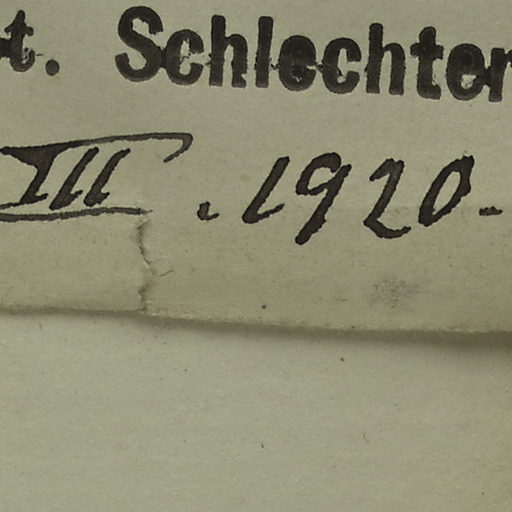 t. Schlechter
III. 1920.